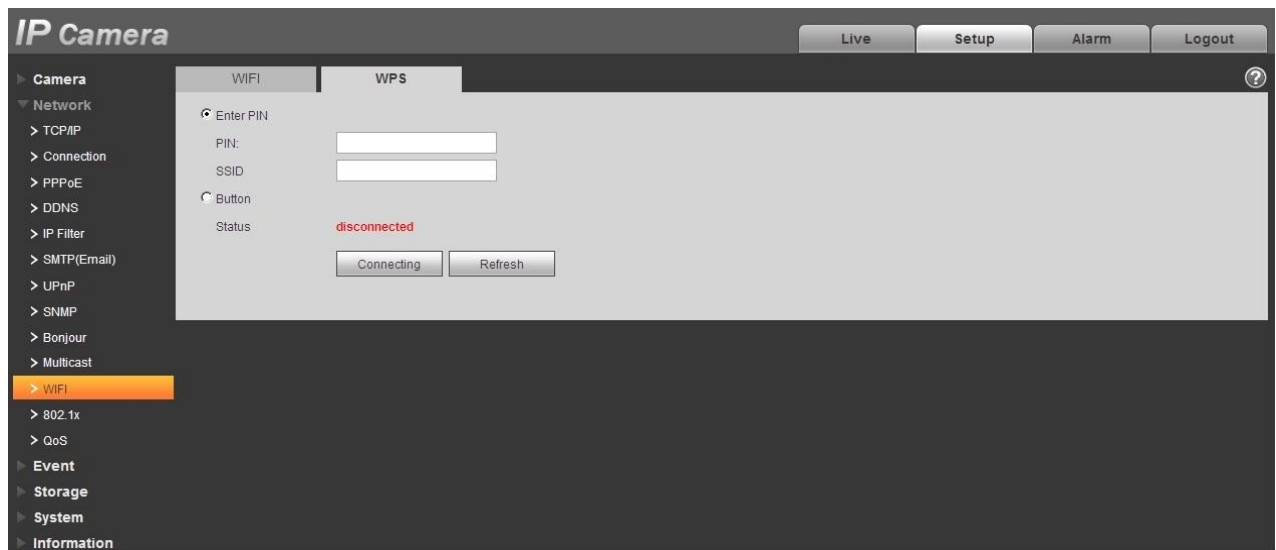 IP Camera
Live Setup Alarm Logout
Camera
Network
> TCP/IP
> Connection
> PPPoE
> DDNS
> IP Filter
> SMTP(Email)
> UPnP
> SNMP
> Bonjour
> Multicast
> WIFI
> 802.1x
> QoS
Event
Storage
System
Information
WIFI WPS
?
Enter PIN
PIN:
SSID
Button
Status disconnected
Connecting Refresh